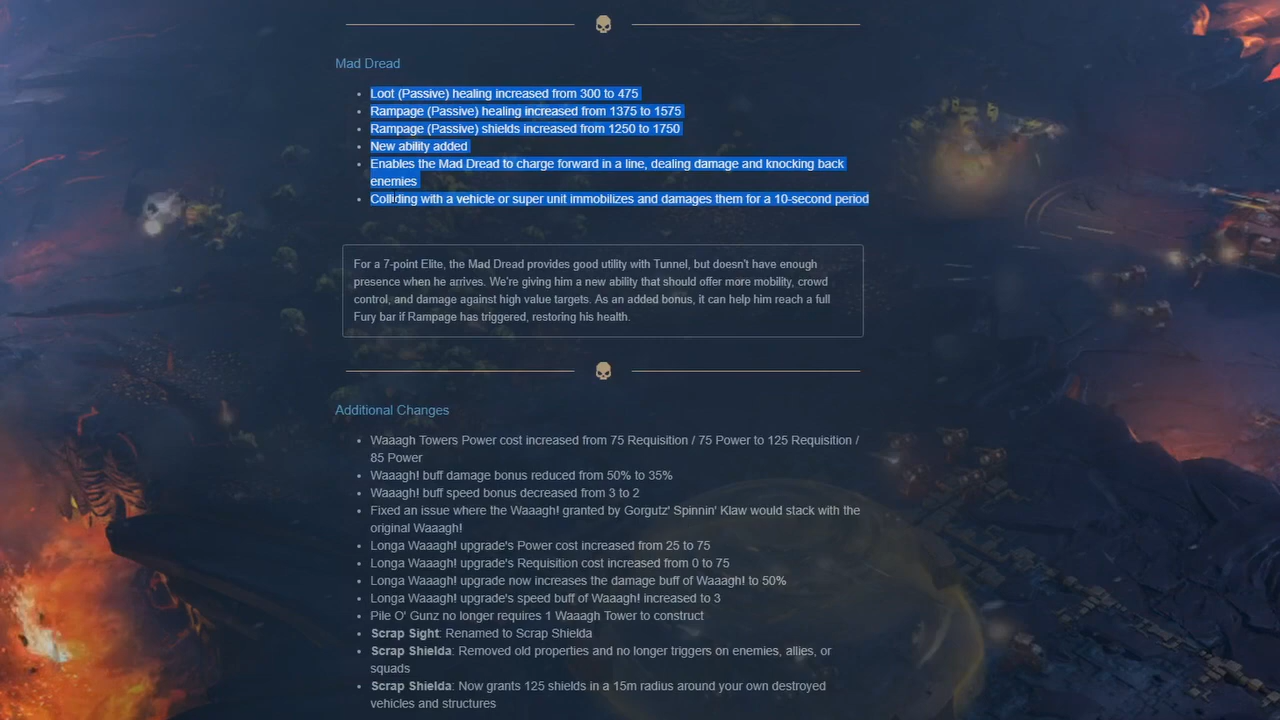 Mad Dread
Loot (Passive) healing increased from 300 to 475
Rampage (Passive) healing increased from 1375 to 1575
Rampage (Passive) shields increased from 1250 to 1750
New ability added
Enables the Mad Dread to charge forward in a line, dealing damage and knocking back
enemies
Colliding with a vehicle or super unit immobilizes and damages them for a 10-second period
For a 7-point Elite, the Mad Dread provides good utility with Tunnel, but doesn't have enough
presence when he arrives. We're giving him a new ability that should offer more mobility, crowd
control, and damage against high value targets. As an added bonus, it can help him reach a full
Fury bar if Rampage has triggered, restoring his health.
Additional Changes
Waaagh Towers Power cost increased from 75 Requisition / 75 Power to 125 Requisition /
85 Power
Waaagh! buff damage bonus reduced from 50% to 35%
Waaagh! buff speed bonus decreased from 3 to 2
Fixed an issue where the Waaagh! granted by Gorgutz' Spinnin' Klaw would stack with the
original Waaagh!
Longa Waaagh! upgrade's Power cost increased from 25 to 75
Longa Waaagh! upgrade's Requisition cost increased from 0 to 75
Longa Waaagh! upgrade now increases the damage buff of Waaagh! to 50%
Longa Waaagh! upgrade's speed buff of Waaagh! increased to 3
Pile O' Gunz no longer requires 1 Waaagh Tower to construct
Scrap Sight: Renamed to Scrap Shielda
Scrap Shielda: Removed old properties and no longer triggers on enemies, allies, or
squads
Scrap Shielda: Now grants 125 shields in a 15m radius around your own destroyed
vehicles and structures